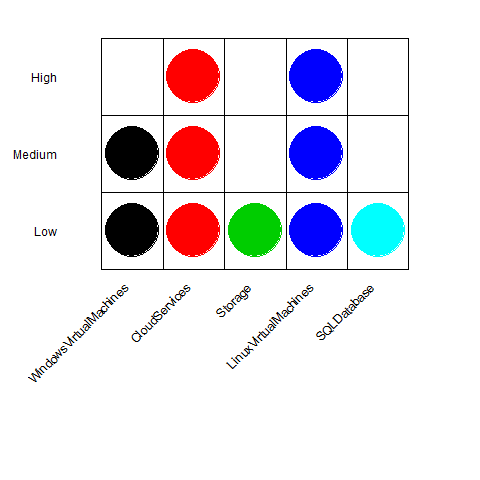 High
Medium
Low
WindowsVirtualMachines
CloudServices
Storage
LinuxVirtualMachines
SQLDatabase